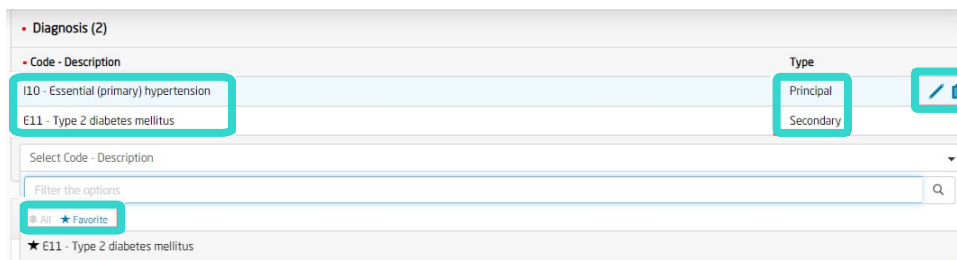 • Diagnosis (2)
• Code - Description Type
I10 - Essential (primary) hypertension Principal
E11 - Type 2 diabetes mellitus Secondary
Select Code - Description
Filter the options
All ★ Favorite
★ E11 - Type 2 diabetes mellitus